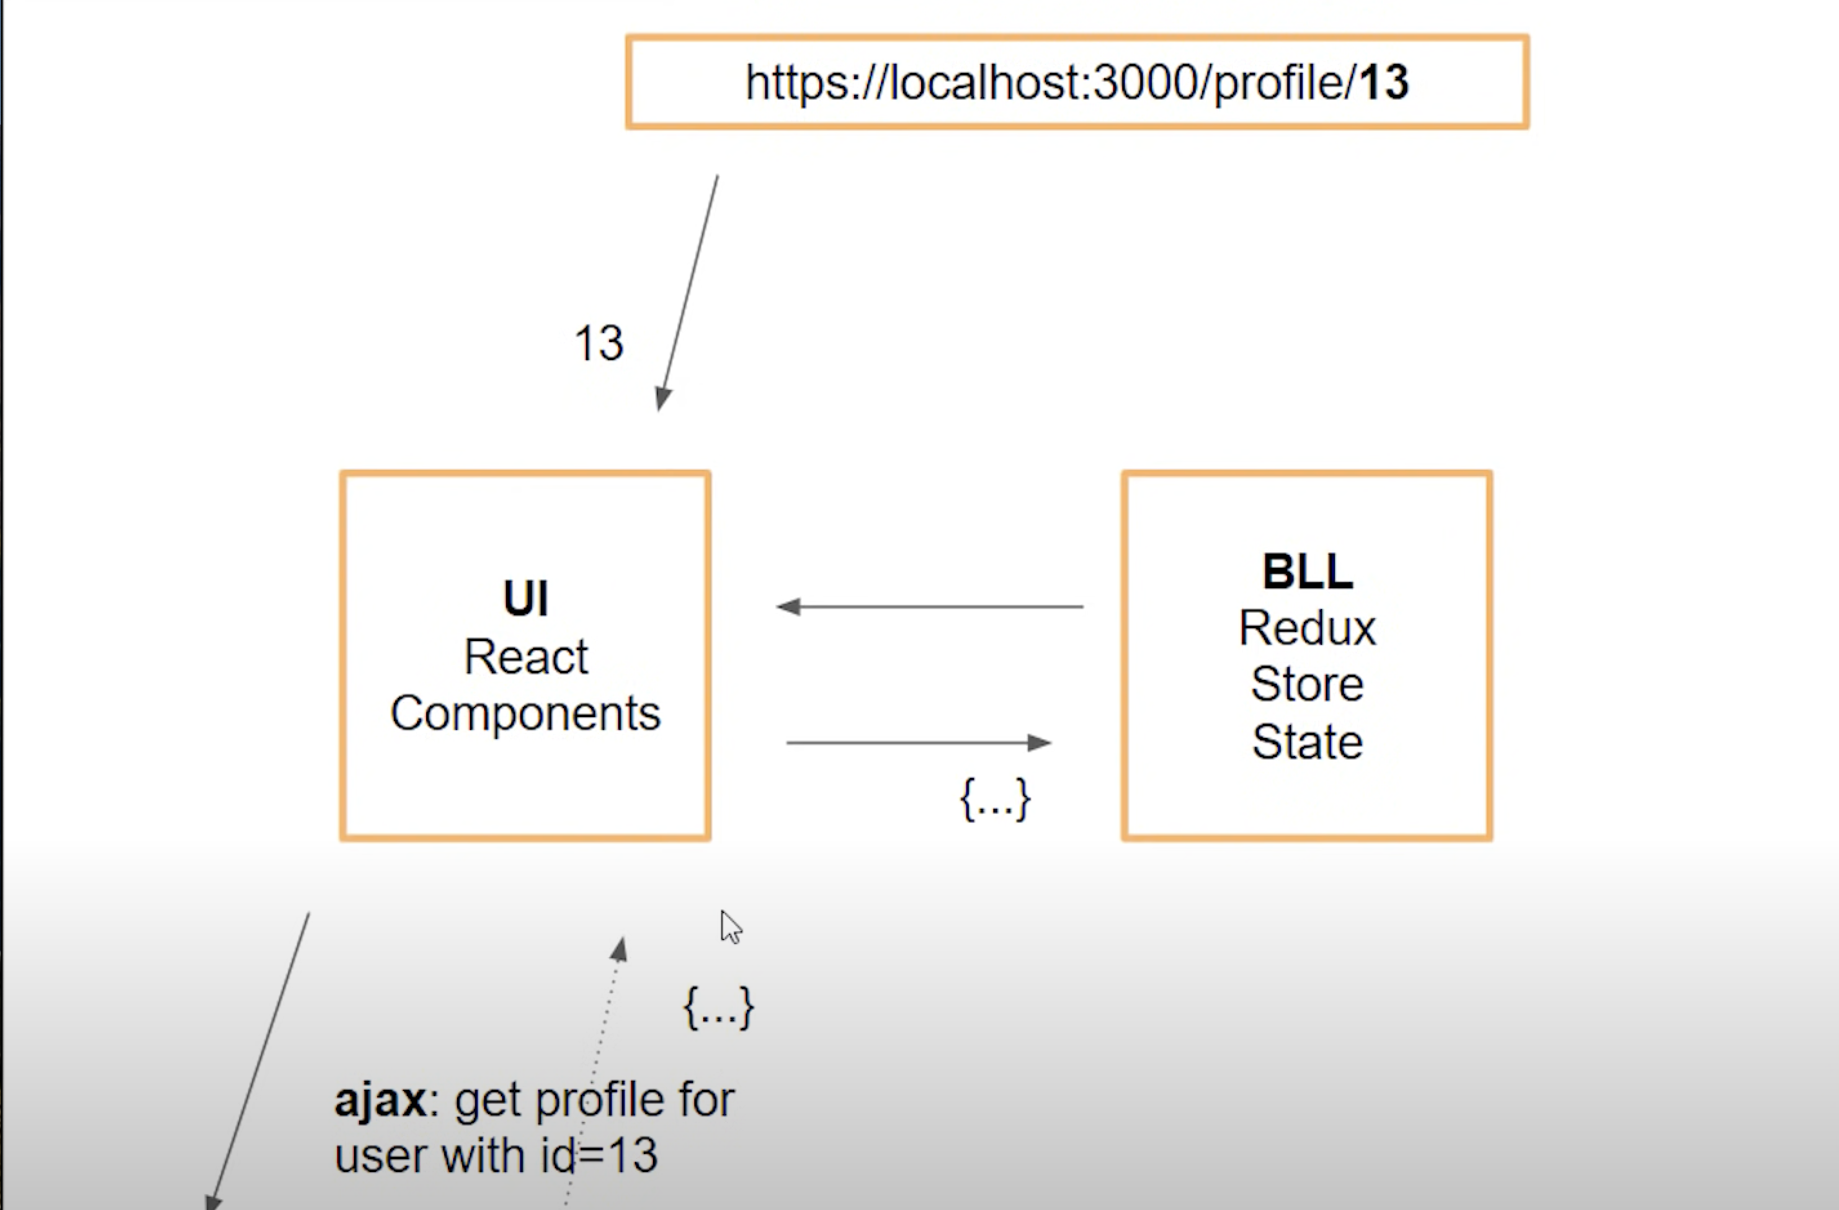 https://localhost:3000/profile/13
13
UI
React
Components
BLL
Redux
Store
State
{...}
{...}
ajax: get profile for
user with id=13